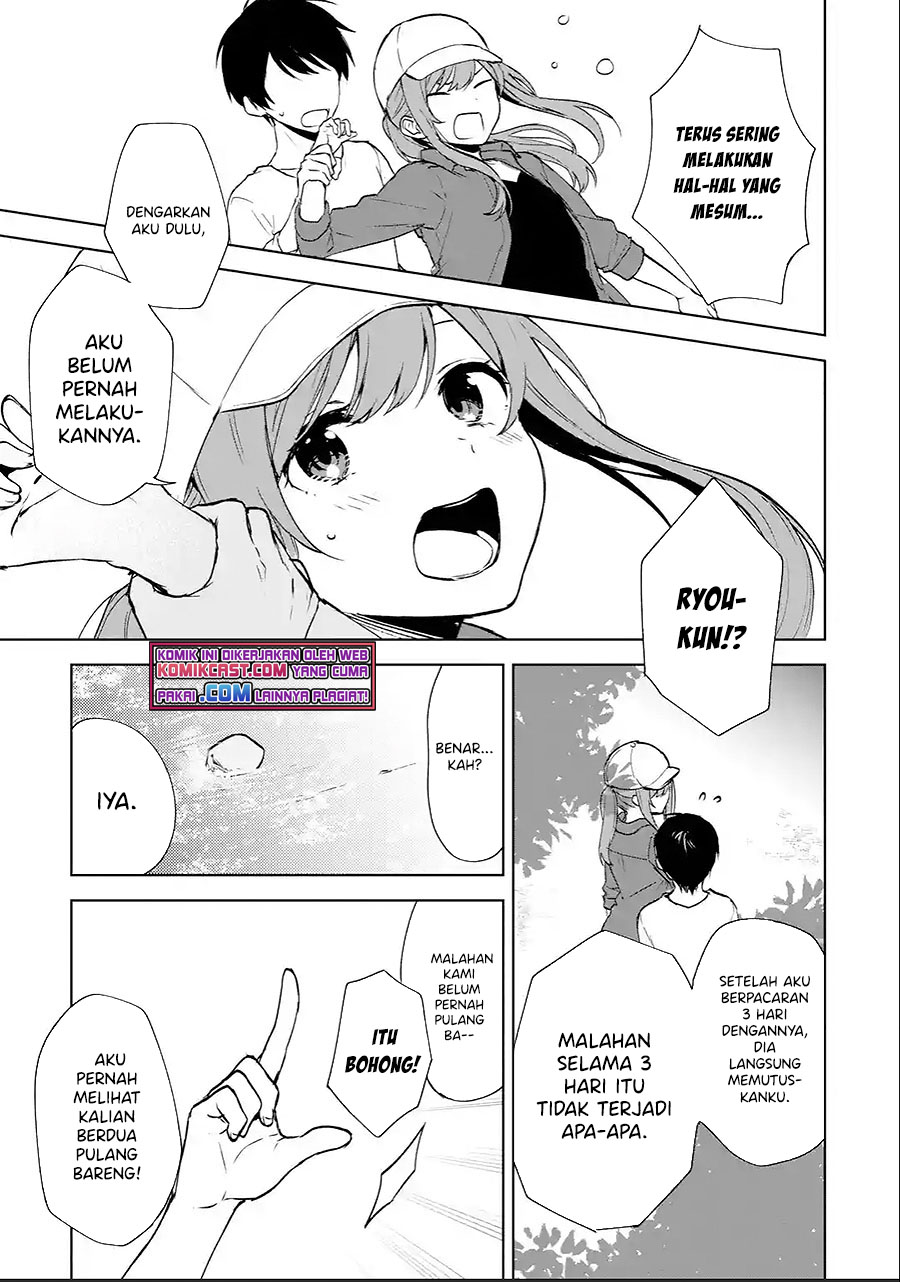 TERUS SERING
MELAKUKAN
HAL-HAL YANG
MESUM...
DENGARKAN
AKU DULU,
AKU
BELUM
PERNAH
MELAKU-
KANNYA.
RYOU-
KUN!?
KOMIK INI DIKERJAKAN OLEH WEB
KOMIKCAST.COM YANG CUMA
PAKAI .COM LAINNYA PLAGIAT!
SETELAH AKU
BERPACARAN
3 HARI
DENGANNYA,
DIA
LANGSUNG
MEMUTUS-
KANKU.
MALAHAN
SELAMA 3
HARI ITU
TIDAK TERJADI
APA-APA.
BENAR...
KAH?
IYA.
MALAHAN
KAMI
BELUM
PERNAH
PULANG
BA--
ITU
BOHONG!
AKU
PERNAH
MELIHAT
KALIAN
BERDUA
PULANG
BARENG!